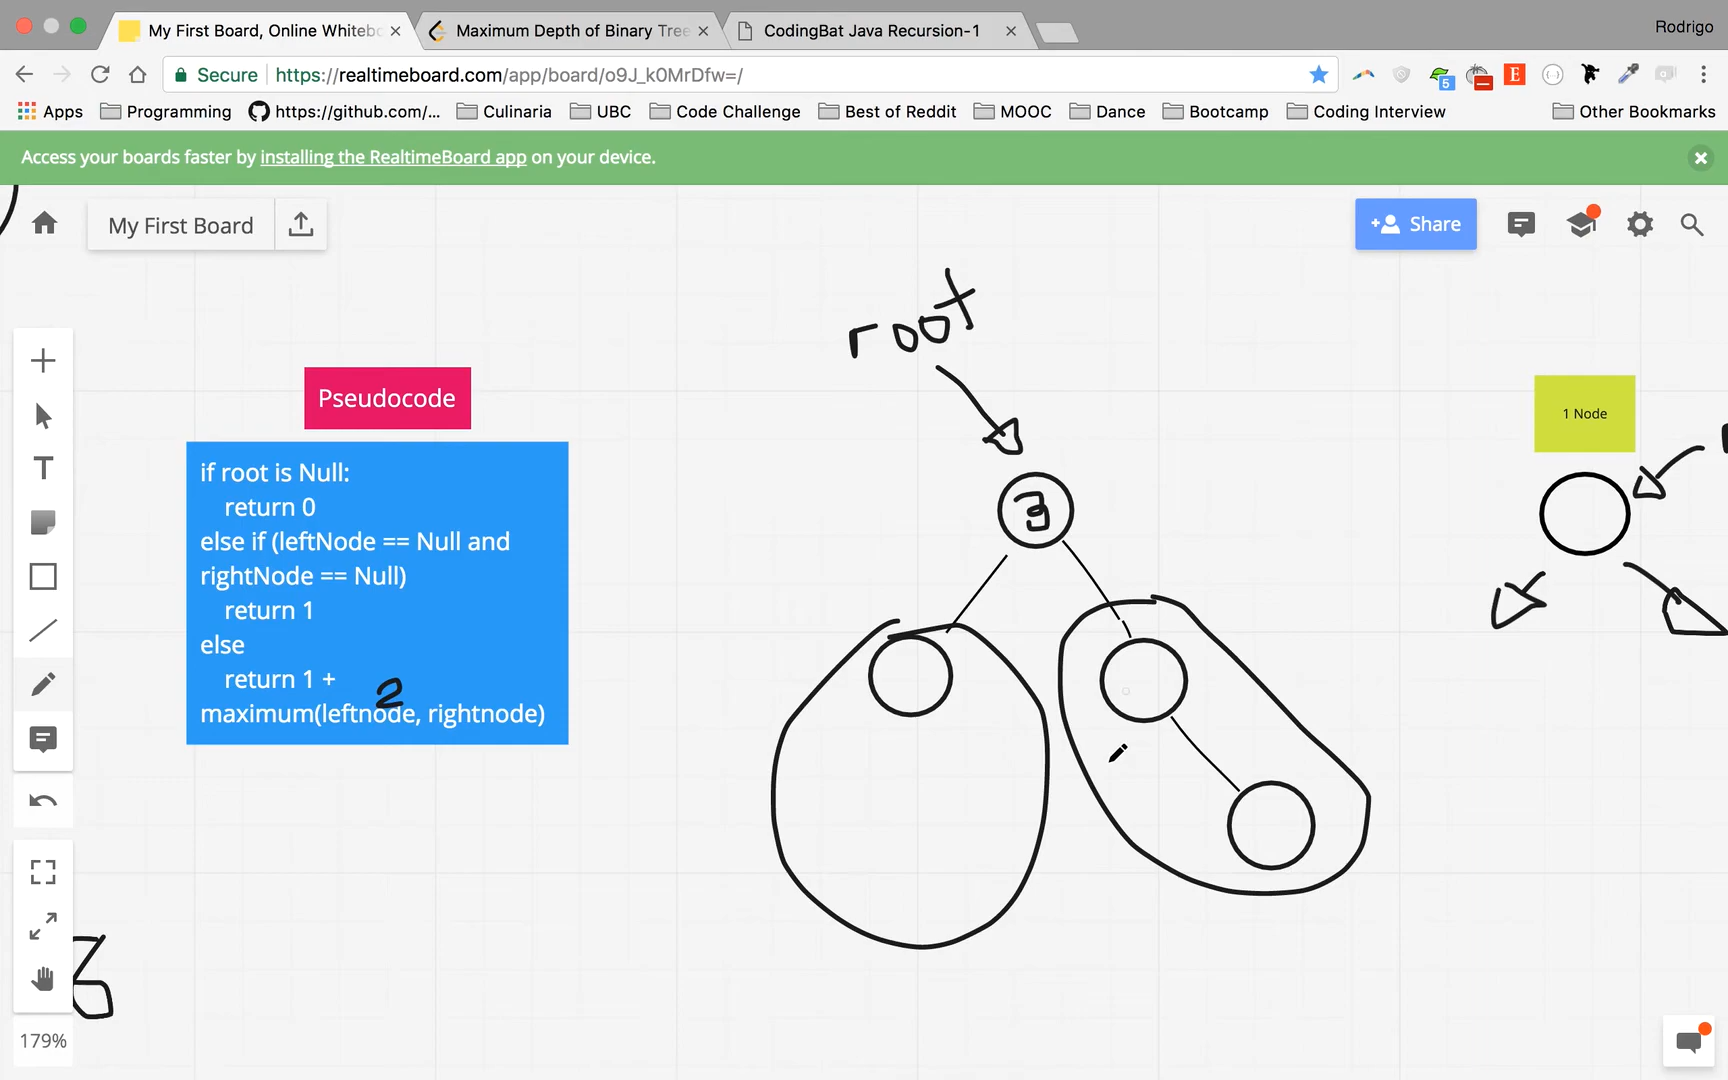 My First Board, Online Whitebo
Maximum Depth of Binary Tree
CodingBat Java Recursion-1
Rodrigo
Secure
https://realtimeboard.com/app/board/o9J_k0MrDfw=/
5
E
Apps
Programming
https://github.com/...
Culinaria
UBC
Code Challenge
Best of Reddit
MOOC
Dance
Bootcamp
Coding Interview
Other Bookmarks
Access your boards faster by installing the RealtimeBoard app on your device.
My First Board
Share
root
Pseudocode
1 Node
if root is Null:
return 0
else if (leftNode == Null and
rightNode == Null)
return 1
else
return 1 +
maximum(leftnode, rightnode)
2
3
T
179%